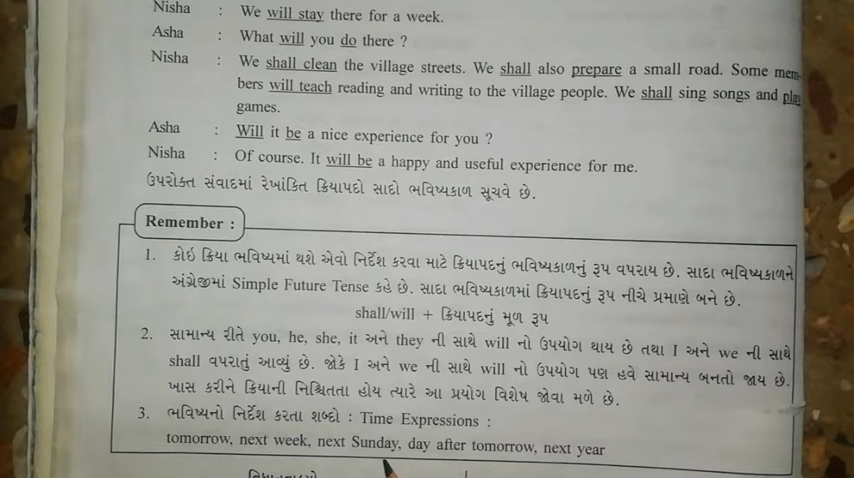 Nisha : We will stay there for a week.
Asha : What will you do there ?
Nisha : We shall clean the village streets. We shall also prepare a small road. Some mem-
bers will teach reading and writing to the village people. We shall sing songs and play
games.
Asha : Will it be a nice experience for you ?
Nisha : Of course. It will be a happy and useful experience for me.
ઉપરોક્ત સંવાદમાં રેખાંકિત ક્રિયાપદો સાદો ભવિષ્યકાળ સૂચવે છે.
Remember :
1. કોઇ ક્રિયા ભવિષ્યમાં થશે એવો નિર્દેશ કરવા માટે ક્રિયાપદનું ભવિષ્યકાળનું રૂપ વપરાય છે. સાદા ભવિષ્યકાળને
અંગ્રેજીમાં Simple Future Tense કહે છે. સાદા ભવિષ્યકાળમાં ક્રિયાપદનું રૂપ નીચે પ્રમાણે બને છે.
shall/will + ક્રિયાપદનું મૂળ રૂપ
2. સામાન્ય રીતે you, he, she, it અને they ની સાથે will નો ઉપયોગ થાય છે તથા I અને we ની સાથે
shall વપરાતું આવ્યું છે. જોકે I અને we ની સાથે will નો ઉપયોગ પણ હવે સામાન્ય બનતો જાય છે.
ખાસ કરીને ક્રિયાની નિશ્ચિતતા હોય ત્યારે આ પ્રયોગ વિશેષ જોવા મળે છે.
3. ભવિષ્યનો નિર્દેશ કરતા શબ્દો : Time Expressions :
tomorrow, next week, next Sunday, day after tomorrow, next year